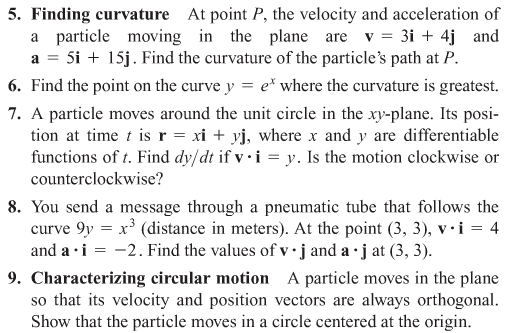 5. Finding curvature At point P, the velocity and acceleration of
a particle moving in the plane are v = 3i + 4j and
a = 5i + 15j. Find the curvature of the particle's path at P.
6. Find the point on the curve y = eˣ where the curvature is greatest.
7. A particle moves around the unit circle in the xy-plane. Its posi-
tion at time t is r = xi + yj, where x and y are differentiable
functions of t. Find dy/dt if v · i = y. Is the motion clockwise or
counterclockwise?
8. You send a message through a pneumatic tube that follows the
curve 9y = x³ (distance in meters). At the point (3, 3), v · i = 4
and a · i = −2. Find the values of v · j and a · j at (3, 3).
9. Characterizing circular motion A particle moves in the plane
so that its velocity and position vectors are always orthogonal.
Show that the particle moves in a circle centered at the origin.